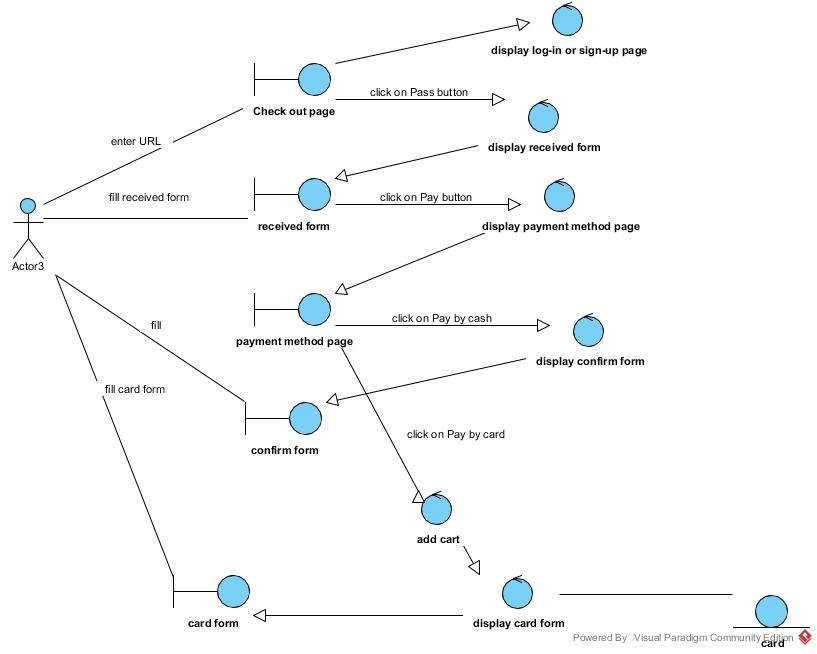 display log-in or sign-up page
click on Pass button
Check out page
enter URL
display received form
fill received form
click on Pay button
received form
display payment method page
Actor3
click on Pay by cash
fill
payment method page
display confirm form
fill card form
click on Pay by card
confirm form
add cart
card form
display card form
Powered By Visual Paradigm Community Edition
card